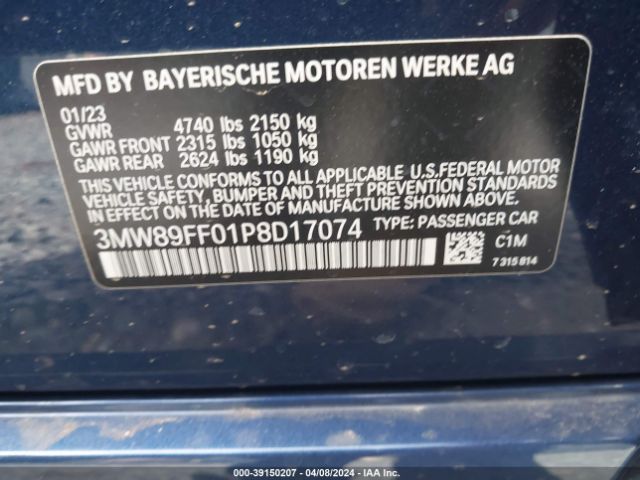 MFD BY BAYERISCHE MOTOREN WERKE AG
01/23
GVWR 4740 lbs 2150 kg
GAWR FRONT 2315 lbs 1050 kg
GAWR REAR 2624 lbs 1190 kg
THIS VEHICLE CONFORMS TO ALL APPLICABLE U.S.FEDERAL MOTOR
VEHICLE SAFETY, BUMPER AND THEFT PREVENTION STANDARDS
IN EFFECT ON THE DATE OF MANUFACTURE SHOWN ABOVE.
3MW89FF01P8D17074 TYPE: PASSENGER CAR
C1M
7315814
000-39150207 - 04/08/2024 - IAA Inc.